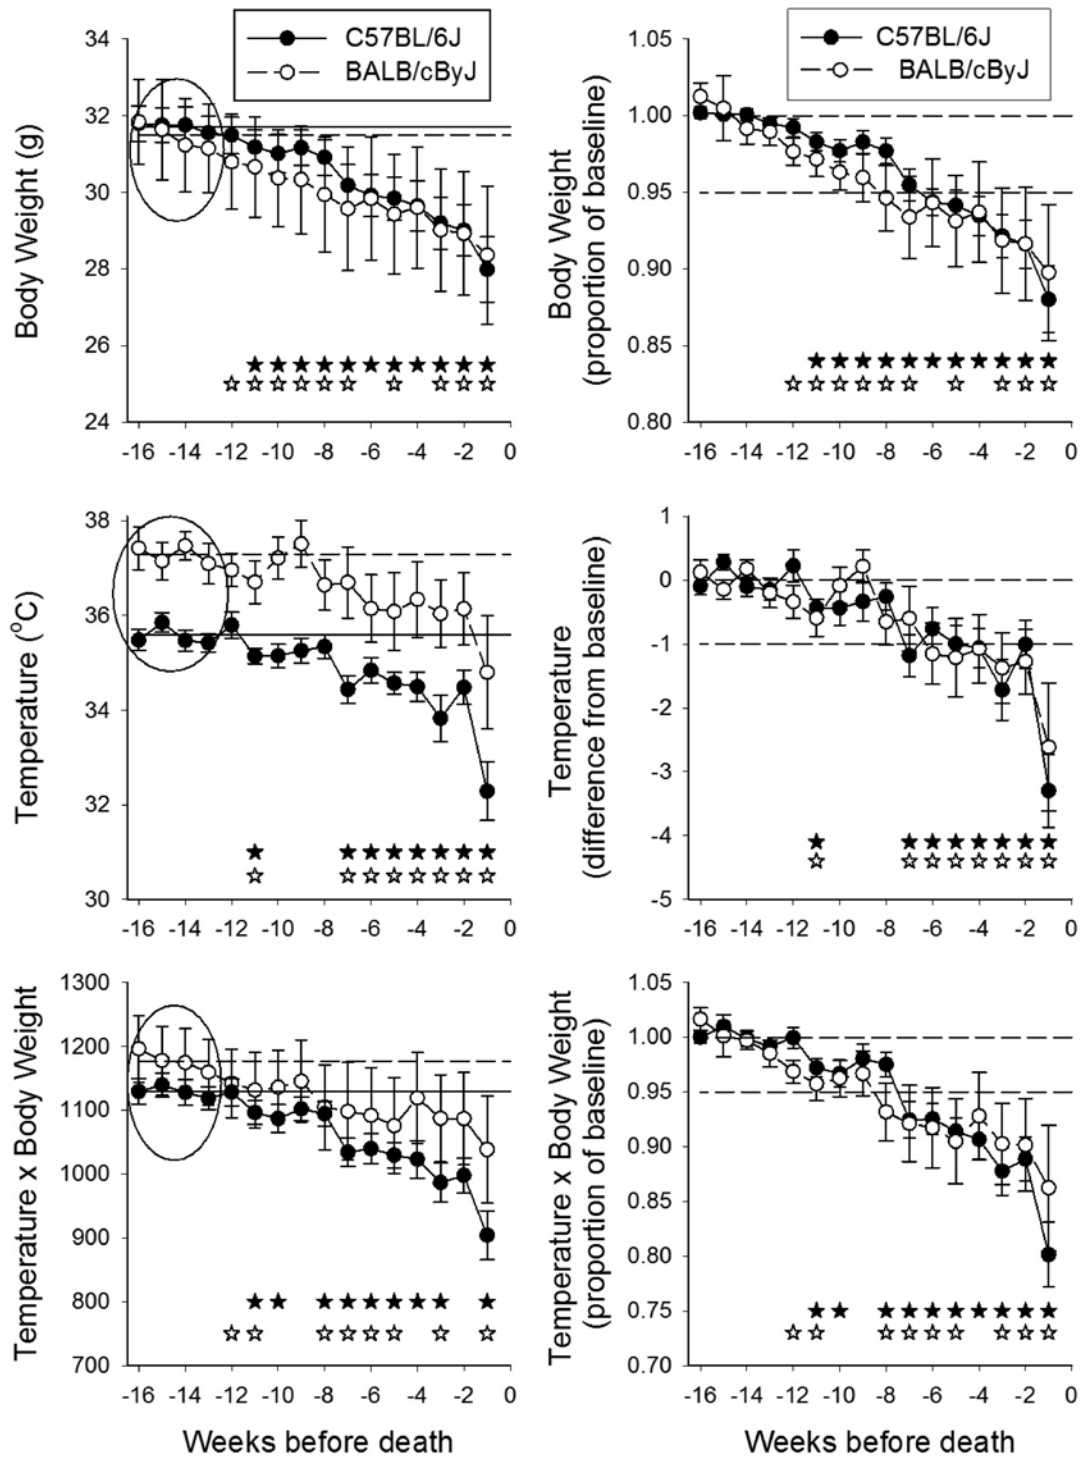 C57BL/6J
BALB/cByJ
Body Weight (g)
34
32
30
28
26
24
-16 -14 -12 -10 -8 -6 -4 -2 0
C57BL/6J
BALB/cByJ
Body Weight
(proportion of baseline)
1.05
1.00
0.95
0.90
0.85
0.80
-16 -14 -12 -10 -8 -6 -4 -2 0
Temperature (°C)
38
36
34
32
30
-16 -14 -12 -10 -8 -6 -4 -2 0
Temperature
(difference from baseline)
1
0
-1
-2
-3
-4
-5
-16 -14 -12 -10 -8 -6 -4 -2 0
Temperature x Body Weight
1300
1200
1100
1000
900
800
700
-16 -14 -12 -10 -8 -6 -4 -2 0
Weeks before death
Temperature x Body Weight
(proportion of baseline)
1.05
1.00
0.95
0.90
0.85
0.80
0.75
0.70
-16 -14 -12 -10 -8 -6 -4 -2 0
Weeks before death